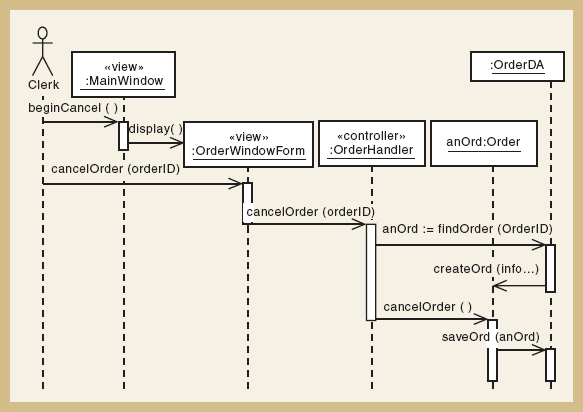 «view»
:MainWindow
:OrderDA
Clerk
beginCancel ( )
display( )
«view»
:OrderWindowForm
«controller»
:OrderHandler
anOrd:Order
cancelOrder (orderID)
cancelOrder (orderID)
anOrd := findOrder (OrderID)
createOrd (info...)
cancelOrder ( )
saveOrd (anOrd)